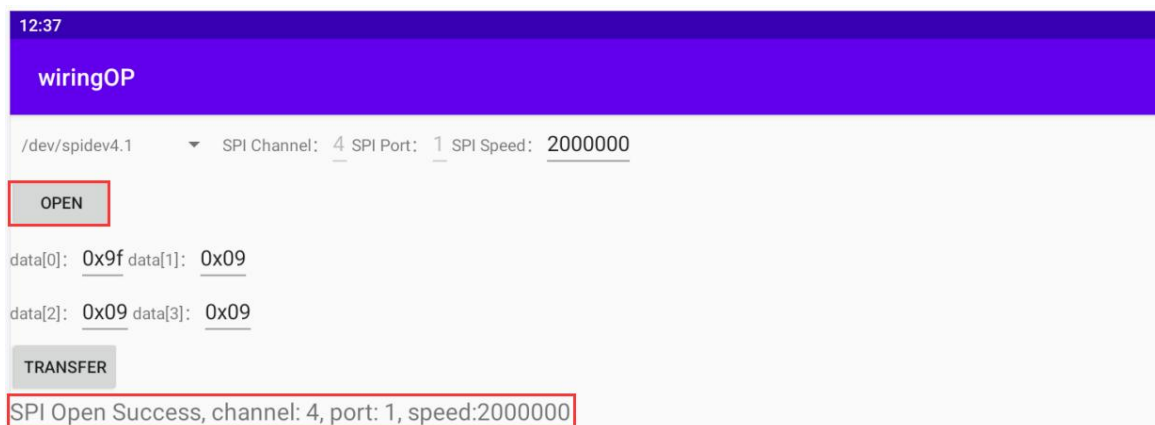 12:37
wiringOP
/dev/spidev4.1 SPI Channel: 4 SPI Port: 1 SPI Speed: 2000000
OPEN
data[0]: 0x9f data[1]: 0x09
data[2]: 0x09 data[3]: 0x09
TRANSFER
SPI Open Success, channel: 4, port: 1, speed:2000000